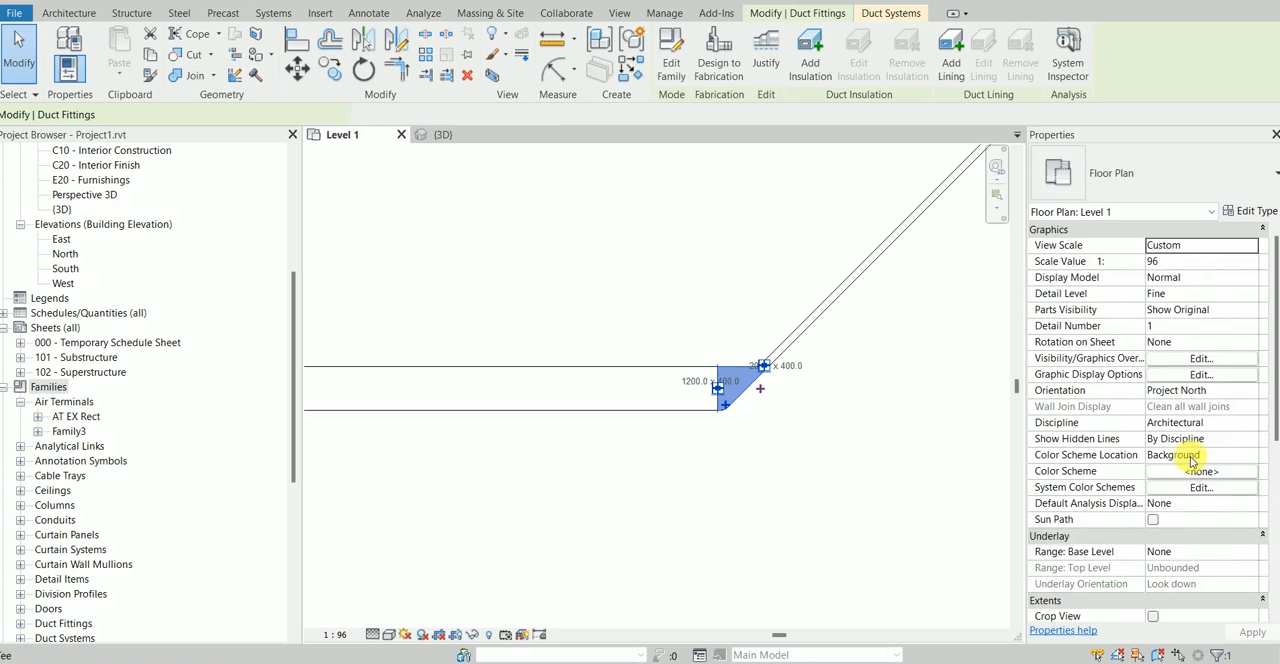 File Architecture Structure Steel Precast Systems Insert Annotate Analyze Massing & Site Collaborate View Manage Add-Ins Modify | Duct Fittings Duct Systems
Modify Paste Cope Cut Join Edit Family Design to Fabrication Justify Add Insulation Edit Insulation Remove Insulation Add Lining Edit Lining Remove Lining System Inspector
Select Properties Clipboard Geometry Modify View Measure Create Mode Fabrication Edit Duct Insulation Duct Lining Analysis
Modify | Duct Fittings
Project Browser - Project1.rvt Level 1 {3D} Properties
C10 - Interior Construction
C20 - Interior Finish
E20 - Furnishings
Perspective 3D
{3D}
Elevations (Building Elevation)
East
North
South
West
Legends
Schedules/Quantities (all)
Sheets (all)
000 - Temporary Schedule Sheet
101 - Substructure
102 - Superstructure
Families
Air Terminals
AT EX Rect
Family3
Analytical Links
Annotation Symbols
Cable Trays
Ceilings
Columns
Conduits
Curtain Panels
Curtain Systems
Curtain Wall Mullions
Detail Items
Division Profiles
Doors
Duct Fittings
Duct Systems
x 400.0
1200.0 x 400.0
1 : 96
Floor Plan
Floor Plan: Level 1 Edit Type
Graphics
View Scale Custom
Scale Value 1: 96
Display Model Normal
Detail Level Fine
Parts Visibility Show Original
Detail Number 1
Rotation on Sheet None
Visibility/Graphics Over... Edit...
Graphic Display Options Edit...
Orientation Project North
Wall Join Display Clean all wall joins
Discipline Architectural
Show Hidden Lines By Discipline
Color Scheme Location Background
Color Scheme <none>
System Color Schemes Edit...
Default Analysis Displa... None
Sun Path
Underlay
Range: Base Level None
Range: Top Level Unbounded
Underlay Orientation Look down
Extents
Crop View
Properties help Apply
:0 Main Model :1